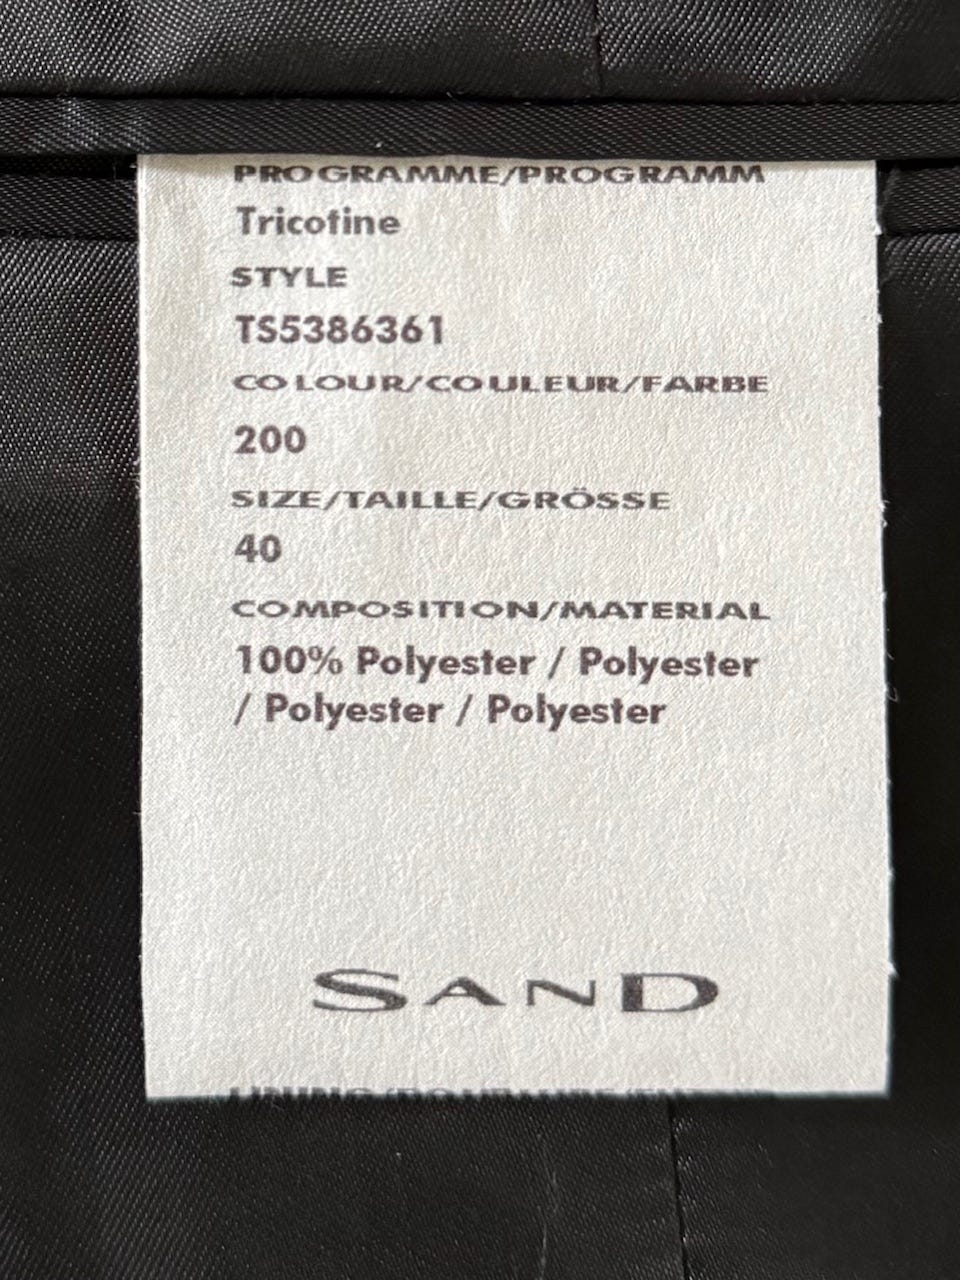 PROGRAMME/PROGRAMM
Tricotine
STYLE
TS5386361
COLOUR/COULEUR/FARBE
200
SIZE/TAILLE/GRÖSSE
40
COMPOSITION/MATERIAL
100% Polyester / Polyester
/ Polyester / Polyester
SAND